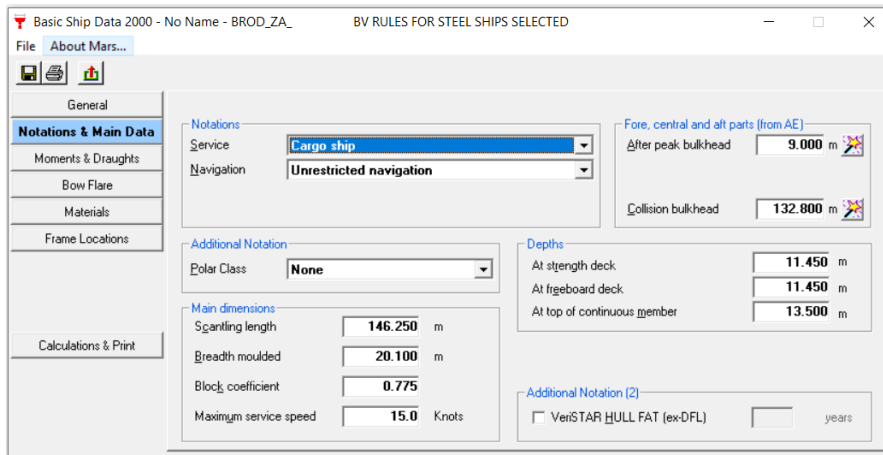 Basic Ship Data 2000 - No Name - BROD_ZA_ BV RULES FOR STEEL SHIPS SELECTED
File About Mars...
General
Notations & Main Data
Moments & Draughts
Bow Flare
Materials
Frame Locations
Calculations & Print
Notations
Service Cargo ship
Navigation Unrestricted navigation
Fore, central and aft parts (from AE)
After peak bulkhead 9.000 m
Collision bulkhead 132.800 m
Additional Notation
Polar Class None
Depths
At strength deck 11.450 m
At freeboard deck 11.450 m
At top of continuous member 13.500 m
Main dimensions
Scantling length 146.250 m
Breadth moulded 20.100 m
Block coefficient 0.775
Maximum service speed 15.0 Knots
Additional Notation (2)
VeriSTAR HULL FAT (ex-DFL) years